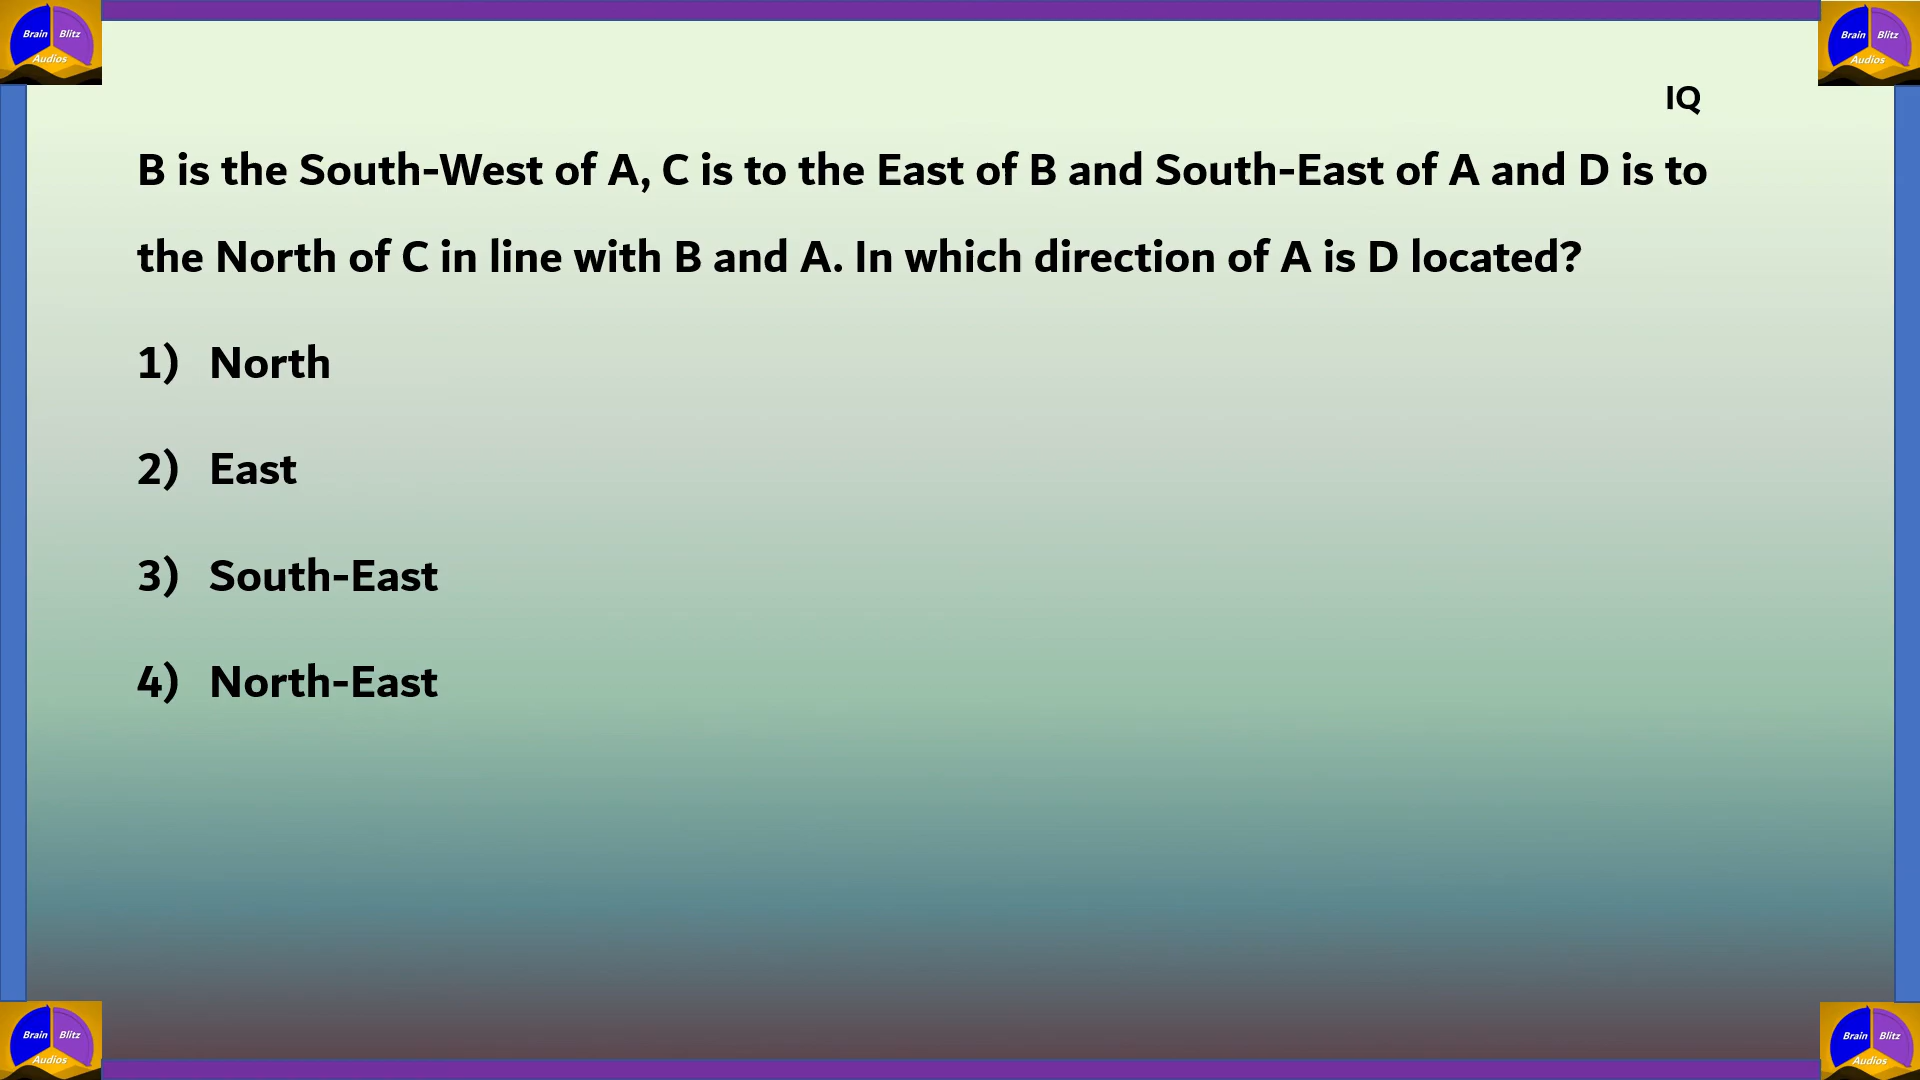 Brain Blitz
Audios
Brain Blitz
Audios
IQ
B is the South-West of A, C is to the East of B and South-East of A and D is to
the North of C in line with B and A. In which direction of A is D located?
1) North
2) East
3) South-East
4) North-East
Brain Blitz
Audios
Brain Blitz
Audios